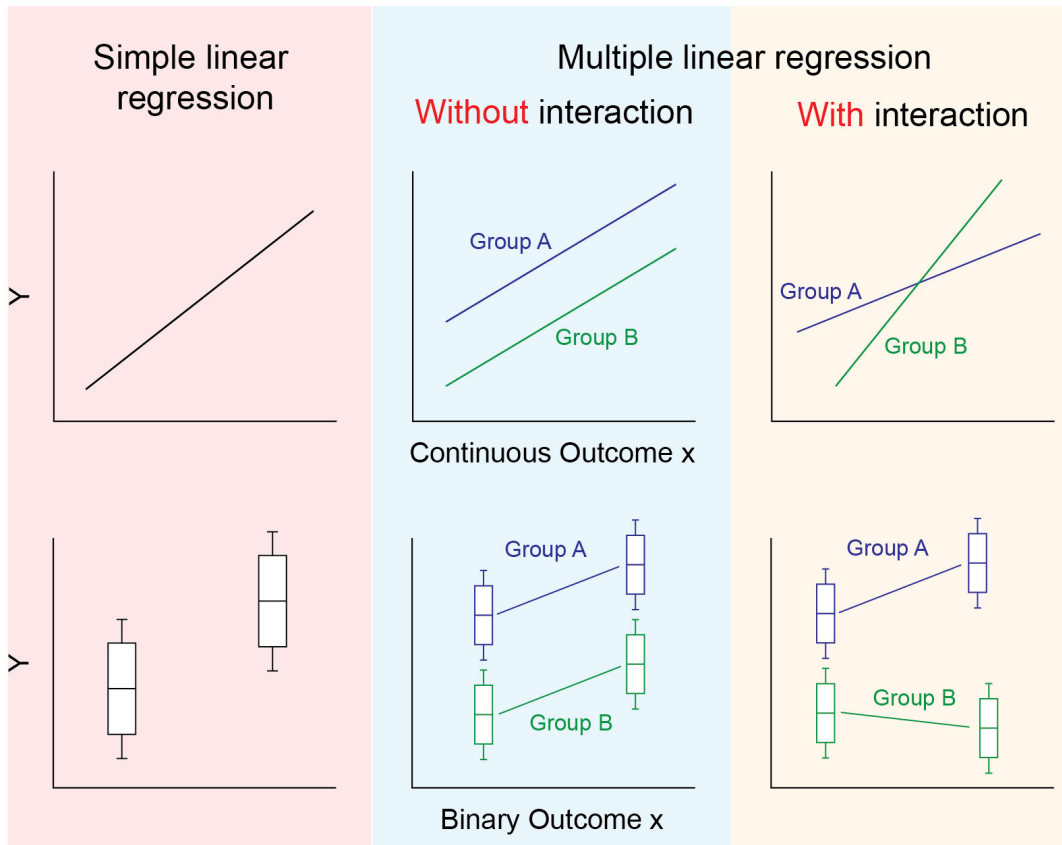 Simple linear
regression
Multiple linear regression
Without interaction
With interaction
Y
Group A
Group B
Group A
Group B
Continuous Outcome x
Y
Group A
Group B
Group A
Group B
Binary Outcome x